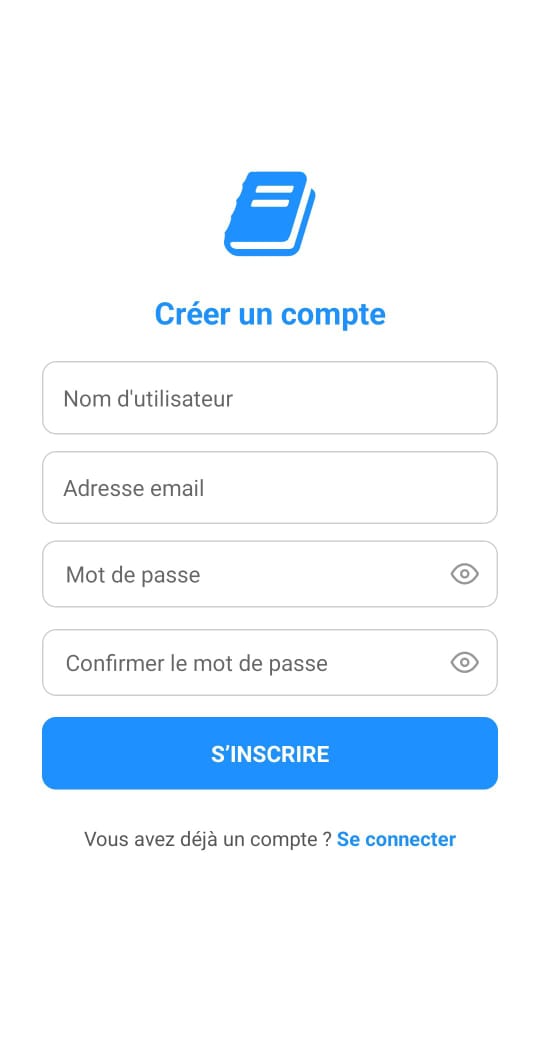 Créer un compte
Nom d'utilisateur
Adresse email
Mot de passe
Confirmer le mot de passe
S’INSCRIRE
Vous avez déjà un compte ? Se connecter